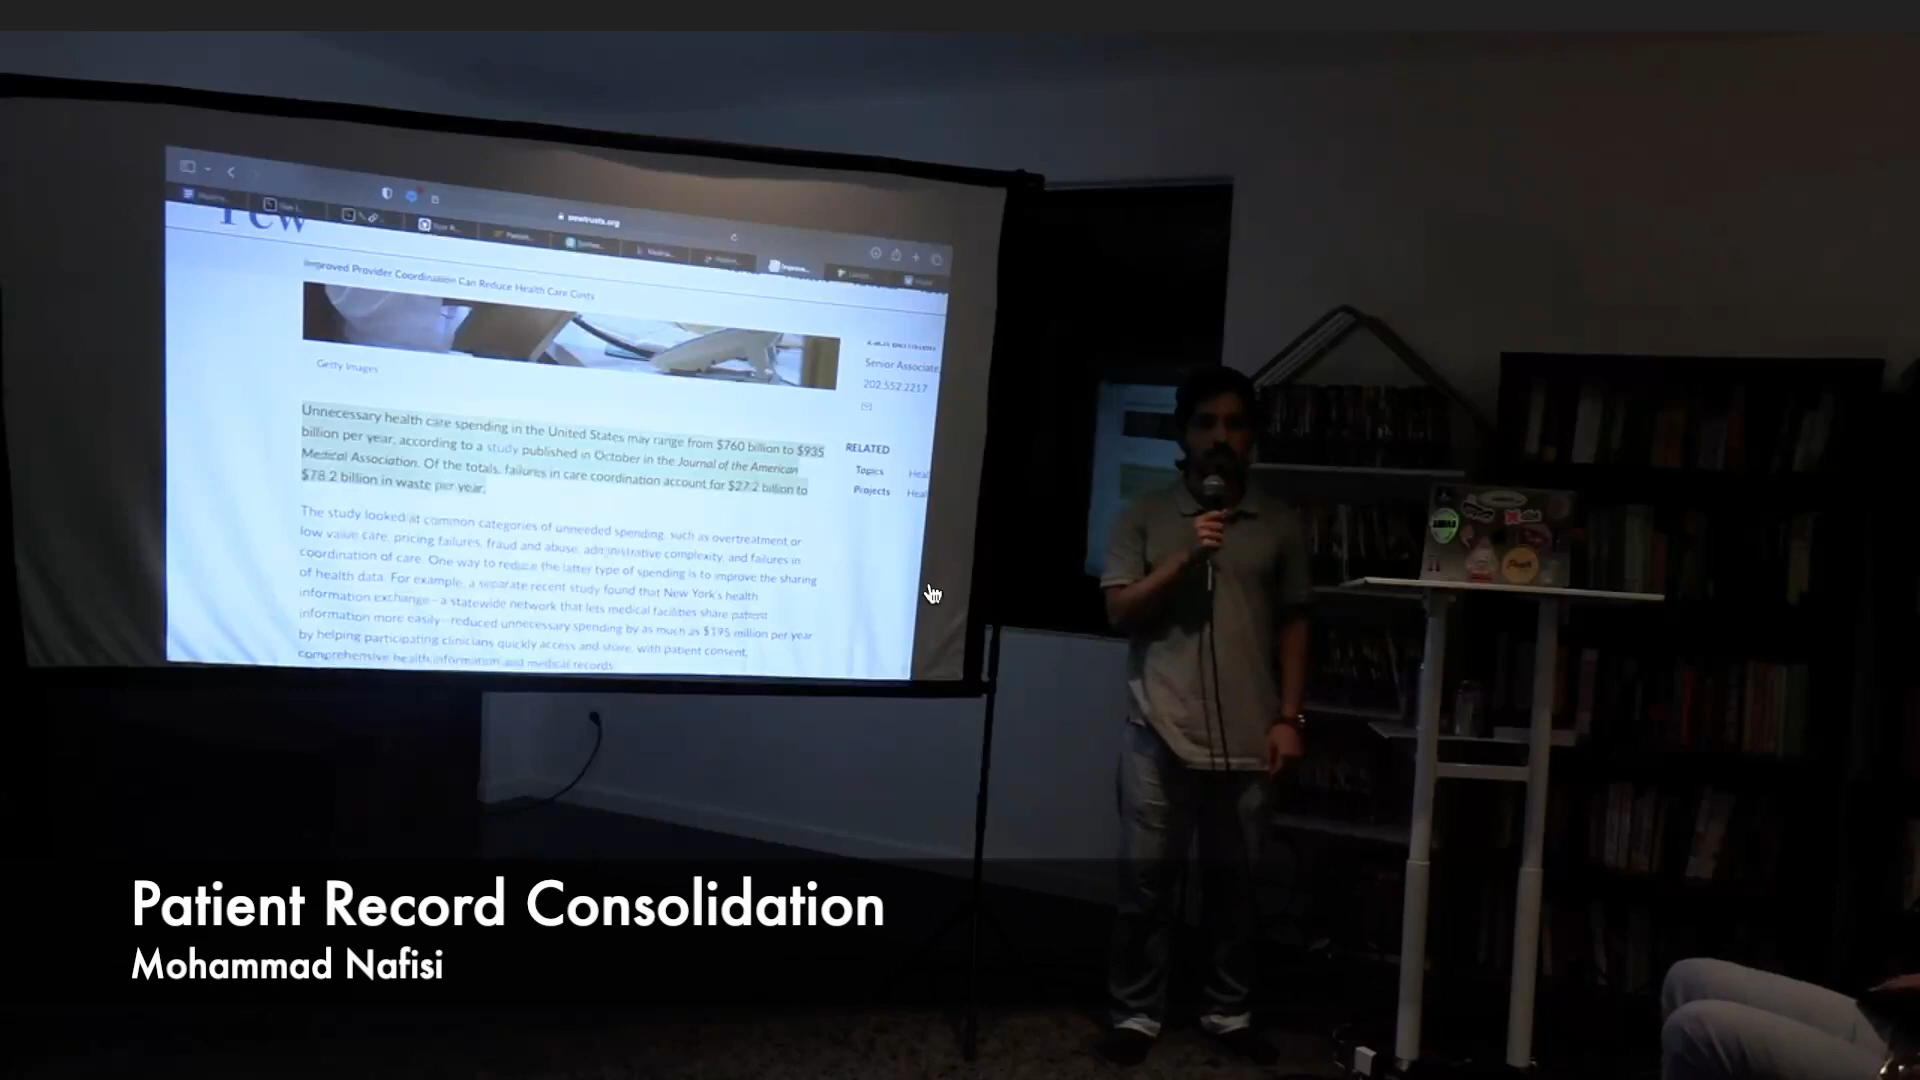 pewtrusts.org
Pew
Improve...
Improved Provider Coordination Can Reduce Health Care Costs
Getty Images
Senior Associate,
202.552.2217
Unnecessary health care spending in the United States may range from $760 billion to $935
billion per year, according to a study published in October in the Journal of the American
Medical Association. Of the totals, failures in care coordination account for $27.2 billion to
$78.2 billion in waste per year.
RELATED
Topics Heal
Projects Heal
The study looked at common categories of unneeded spending, such as overtreatment or
low value care, pricing failures, fraud and abuse, administrative complexity, and failures in
coordination of care. One way to reduce the latter type of spending is to improve the sharing
of health data. For example, a separate recent study found that New York's health
information exchange—a statewide network that lets medical facilities share patient
information more easily—reduced unnecessary spending by as much as $195 million per year
by helping participating clinicians quickly access and share, with patient consent,
comprehensive health information and medical records.
Patient Record Consolidation
Mohammad Nafisi